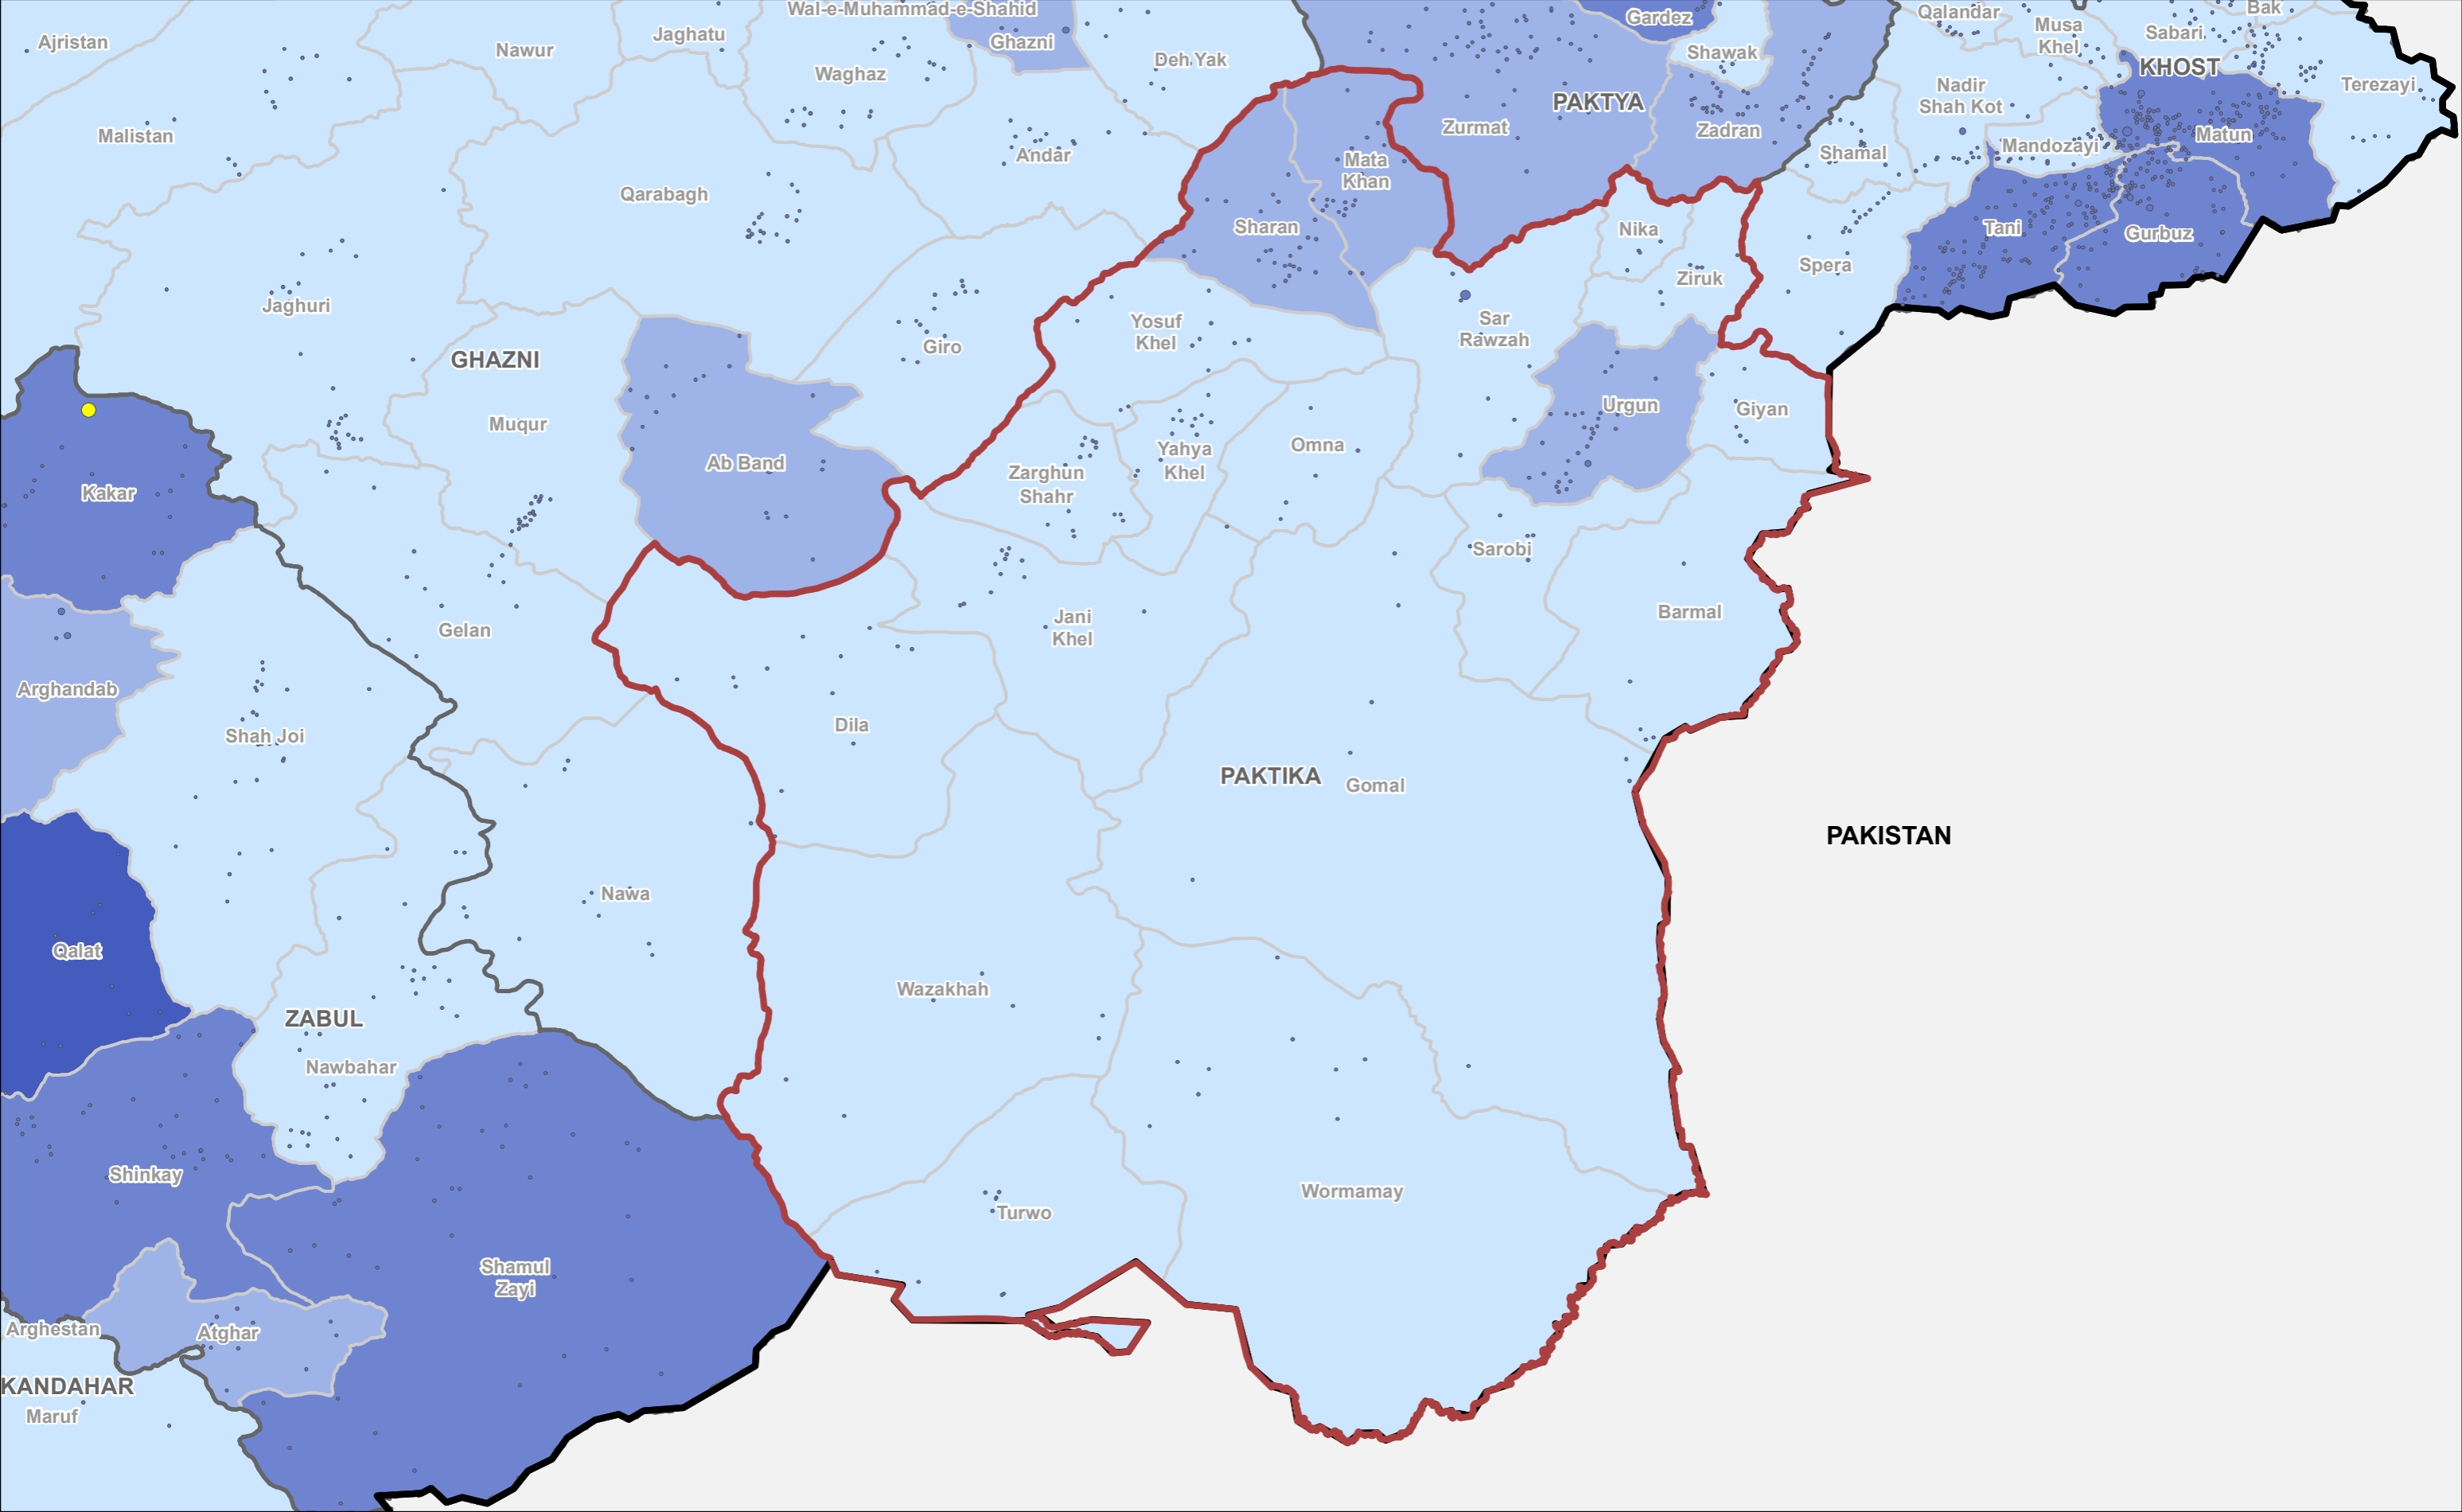 Wal-e-Muhammad-e-Shahid
Gardez
Qalandar
Bak
Ajristan
Nawur
Jaghatu
Ghazni
Musa
Khel
Sabari
Waghaz
Deh Yak
Shawak
KHOST
Terezayi
Nadir
Shah Kot
PAKTYA
Malistan
Zurmat
Zadran
Matun
Mandozayi
Andar
Mata
Khan
Shamal
Qarabagh
Sharan
Nika
Tani
Gurbuz
Spera
Ziruk
Jaghuri
Yosuf
Khel
Sar
Rawzah
Giro
GHAZNI
Urgun
Giyan
Muqur
Omna
Yahya
Khel
Ab Band
Zarghun
Shahr
Kakar
Sarobi
Barmal
Jani
Khel
Gelan
Arghandab
Dila
Shah Joi
PAKTIKA
Gomal
PAKISTAN
Nawa
Qalat
Wazakhah
ZABUL
Nawbahar
Shinkay
Wormamay
Turwo
Shamul
Zayi
Arghestan
Atghar
KANDAHAR
Maruf